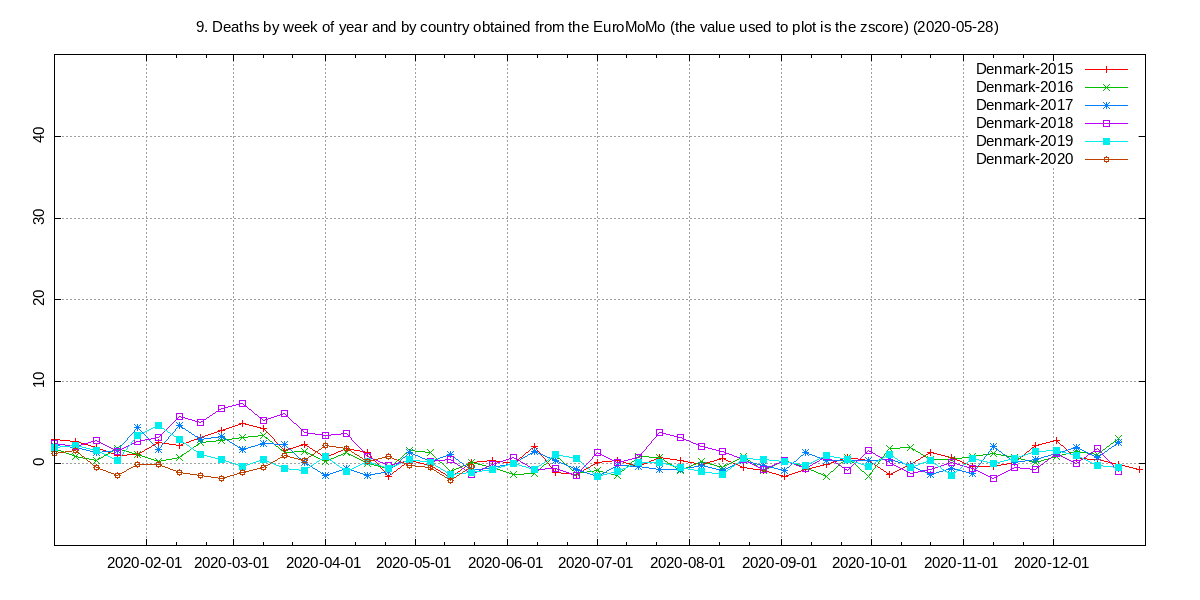 9. Deaths by week of year and by country obtained from the EuroMoMo (the value used to plot is the zscore) (2020-05-28)
Denmark-2015
Denmark-2016
Denmark-2017
Denmark-2018
Denmark-2019
Denmark-2020
40
30
20
10
0
2020-02-01 2020-03-01 2020-04-01 2020-05-01 2020-06-01 2020-07-01 2020-08-01 2020-09-01 2020-10-01 2020-11-01 2020-12-01